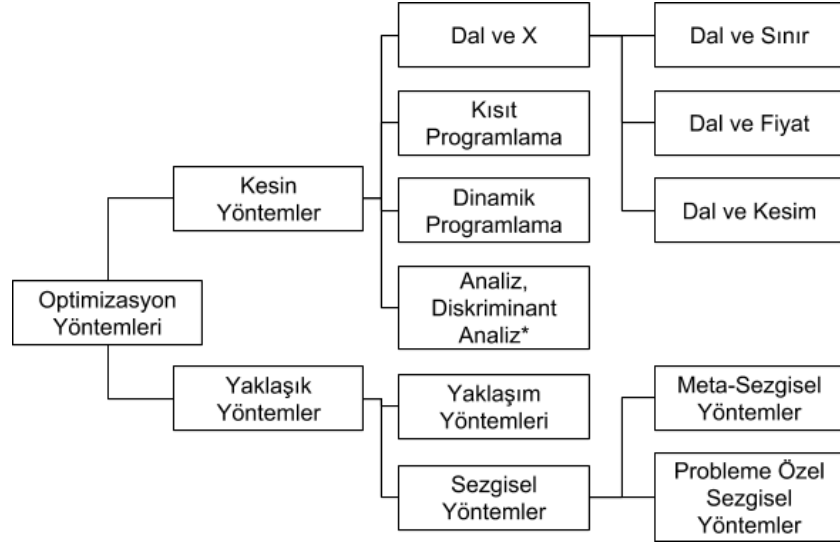 Dal ve X
Dal ve Sınır
Kısıt
Programlama
Dal ve Fiyat
Kesin
Yöntemler
Dinamik
Programlama
Dal ve Kesim
Optimizasyon
Yöntemleri
Analiz,
Diskriminant
Analiz*
Yaklaşık
Yöntemler
Yaklaşım
Yöntemleri
Meta-Sezgisel
Yöntemler
Sezgisel
Yöntemler
Probleme Özel
Sezgisel
Yöntemler